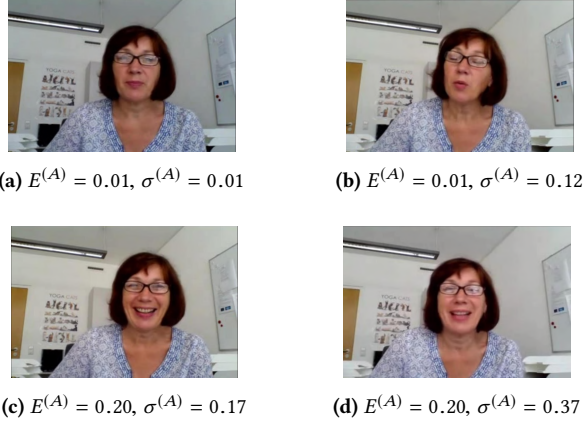 (a) E^(A) = 0.01, σ^(A) = 0.01
(b) E^(A) = 0.01, σ^(A) = 0.12
(c) E^(A) = 0.20, σ^(A) = 0.17
(d) E^(A) = 0.20, σ^(A) = 0.37